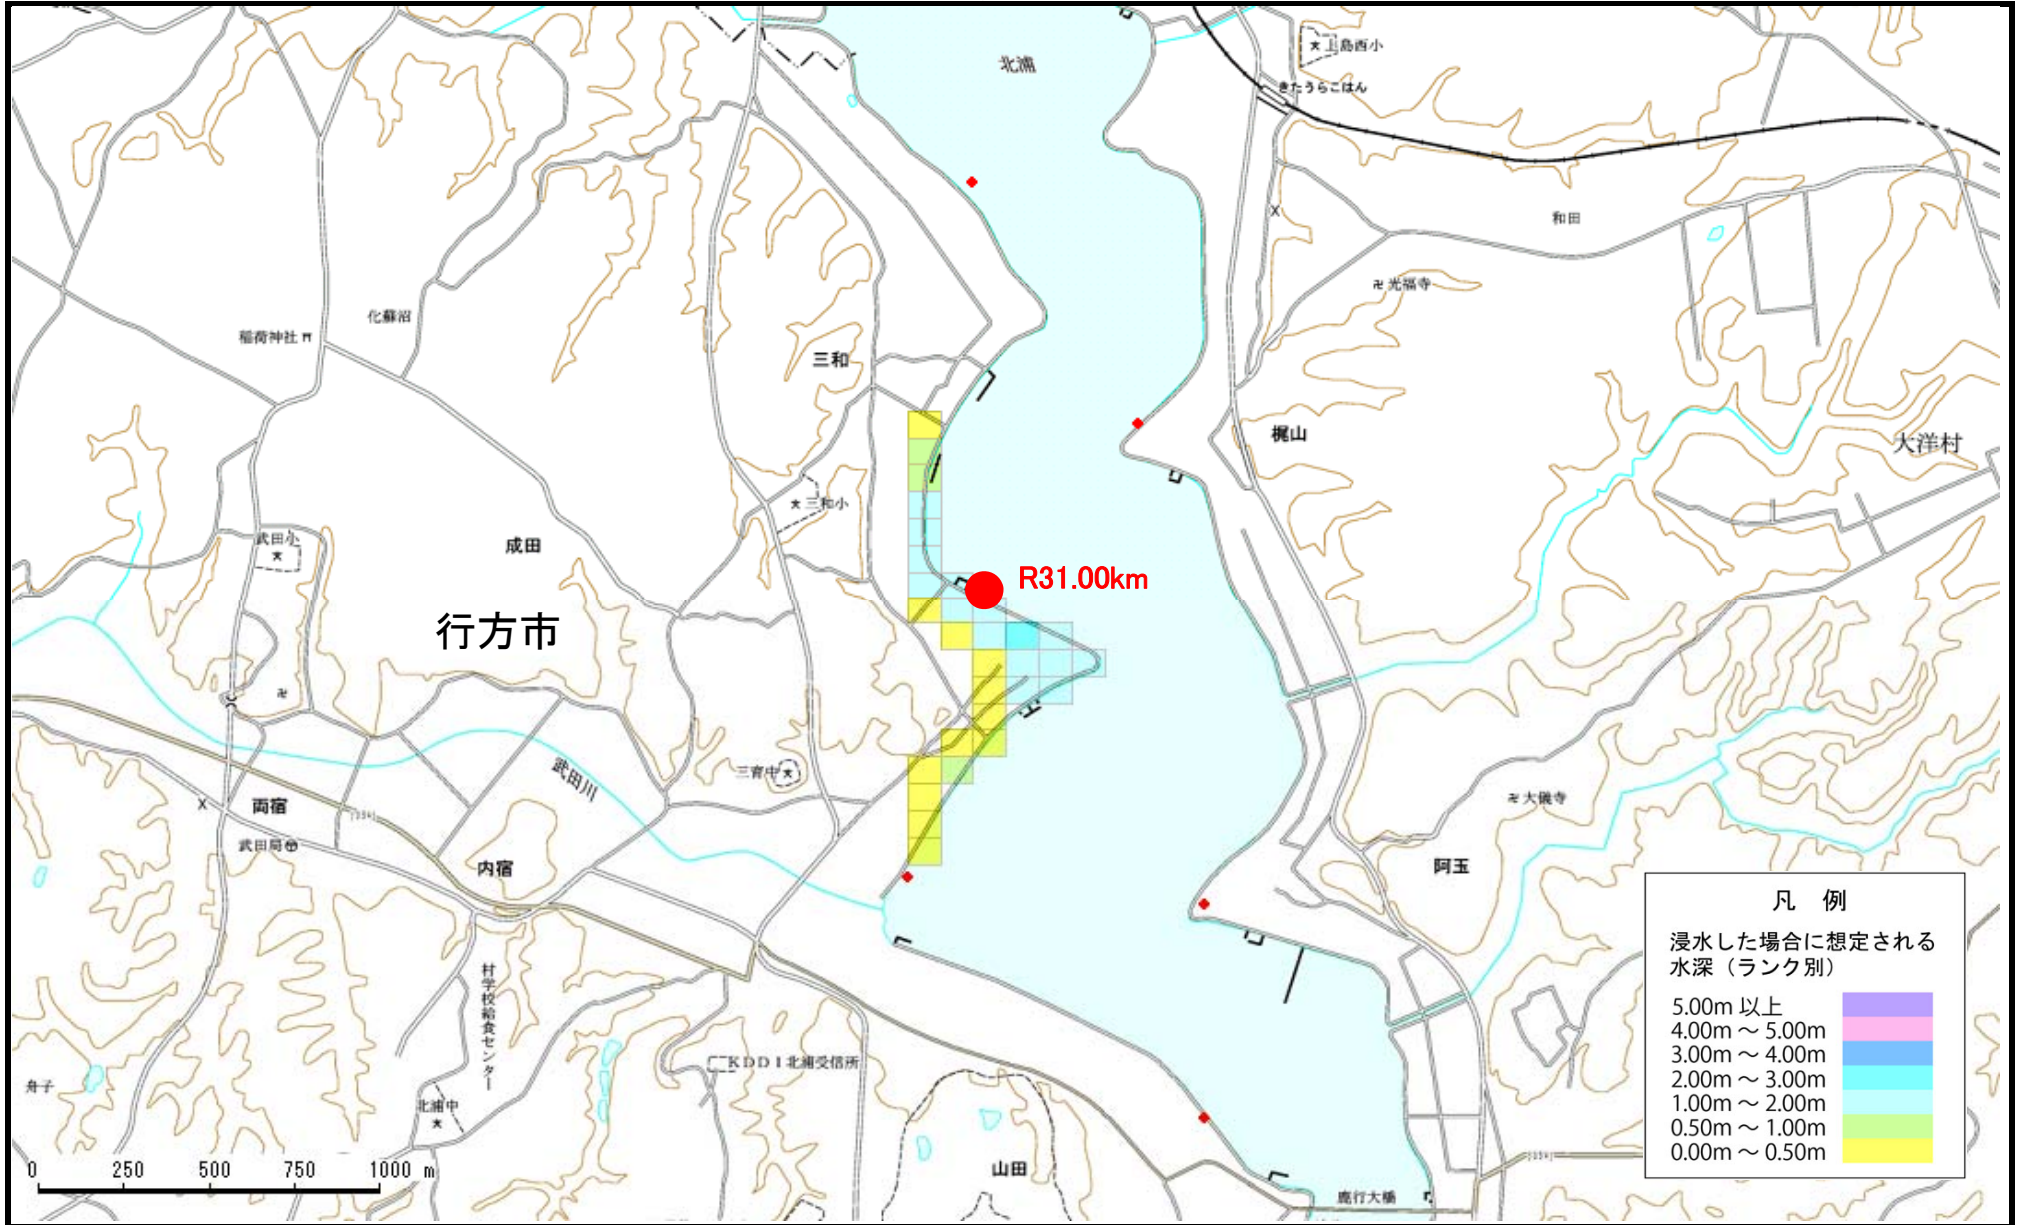 北浦
上島西小
きたうらこはん
和田
光福寺
化蘇沼
稲荷神社
三和
梶山
大洋村
三和小
武田小
成田
R31.00km
行方市
武田川
三育中
両宿
武田局
内宿
大儀寺
阿玉
村学校給食センター
KDDI北浦受信所
舟子
北浦中
山田
鹿行大橋
0 250 500 750 1000 m
凡 例
浸水した場合に想定される
水深（ランク別）
5.00m 以上
4.00m ～ 5.00m
3.00m ～ 4.00m
2.00m ～ 3.00m
1.00m ～ 2.00m
0.50m ～ 1.00m
0.00m ～ 0.50m